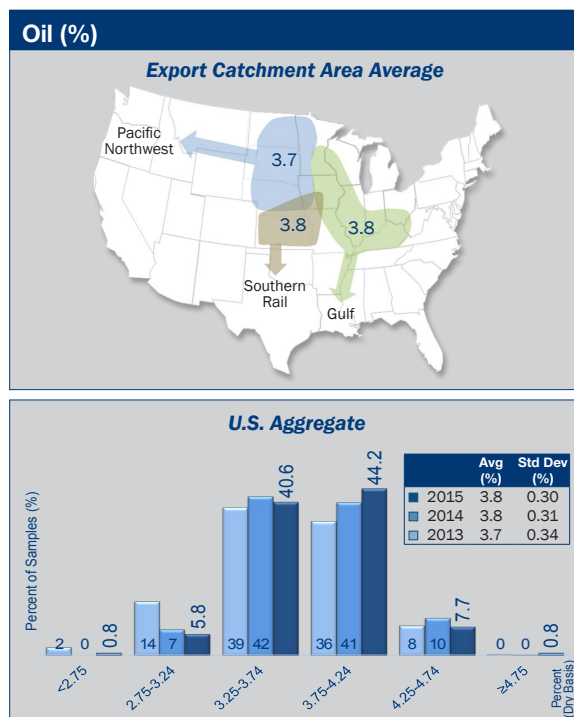 Oil (%)
Export Catchment Area Average
Pacific
Northwest
3.7
3.8
3.8
Southern
Rail
Gulf
U.S. Aggregate
Avg
(%)
Std Dev
(%)
2015 3.8 0.30
2014 3.8 0.31
2013 3.7 0.34
Percent of Samples (%)
2 0 0.8
14 7 5.8
39 42 40.6
36 41 44.2
8 10 7.7
0 0 0.8
<2.75
2.75-3.24
3.25-3.74
3.75-4.24
4.25-4.74
≥4.75
Percent
(Dry Basis)